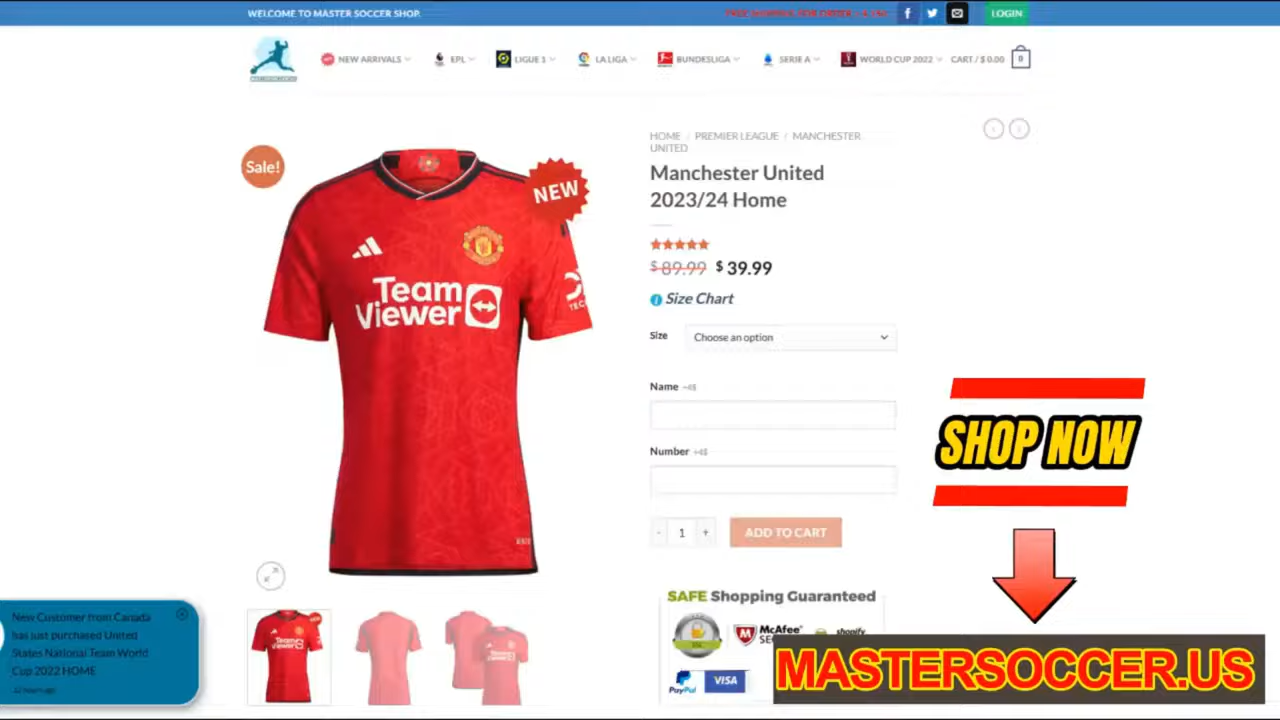 WELCOME TO MASTER SOCCER SHOP.
LOGIN
NEW ARRIVALS
EPL
LIGUE 1
LA LIGA
BUNDESLIGA
SERIE A
WORLD CUP 2022
CART / $ 0.00
0
HOME / PREMIER LEAGUE / MANCHESTER
UNITED
Sale!
NEW
Manchester United
2023/24 Home
$ 89.99 $ 39.99
i Size Chart
Team
Viewer
TEC
Size Choose an option
Name +4$
Number +4$
SHOP NOW
- 1 + ADD TO CART
SAFE Shopping Guaranteed
McAfee
SEC
shopify
PayPal VISA
MASTERSOCCER.US
New Customer from Canada
has just purchased United
States National Team World
Cup 2022 HOME